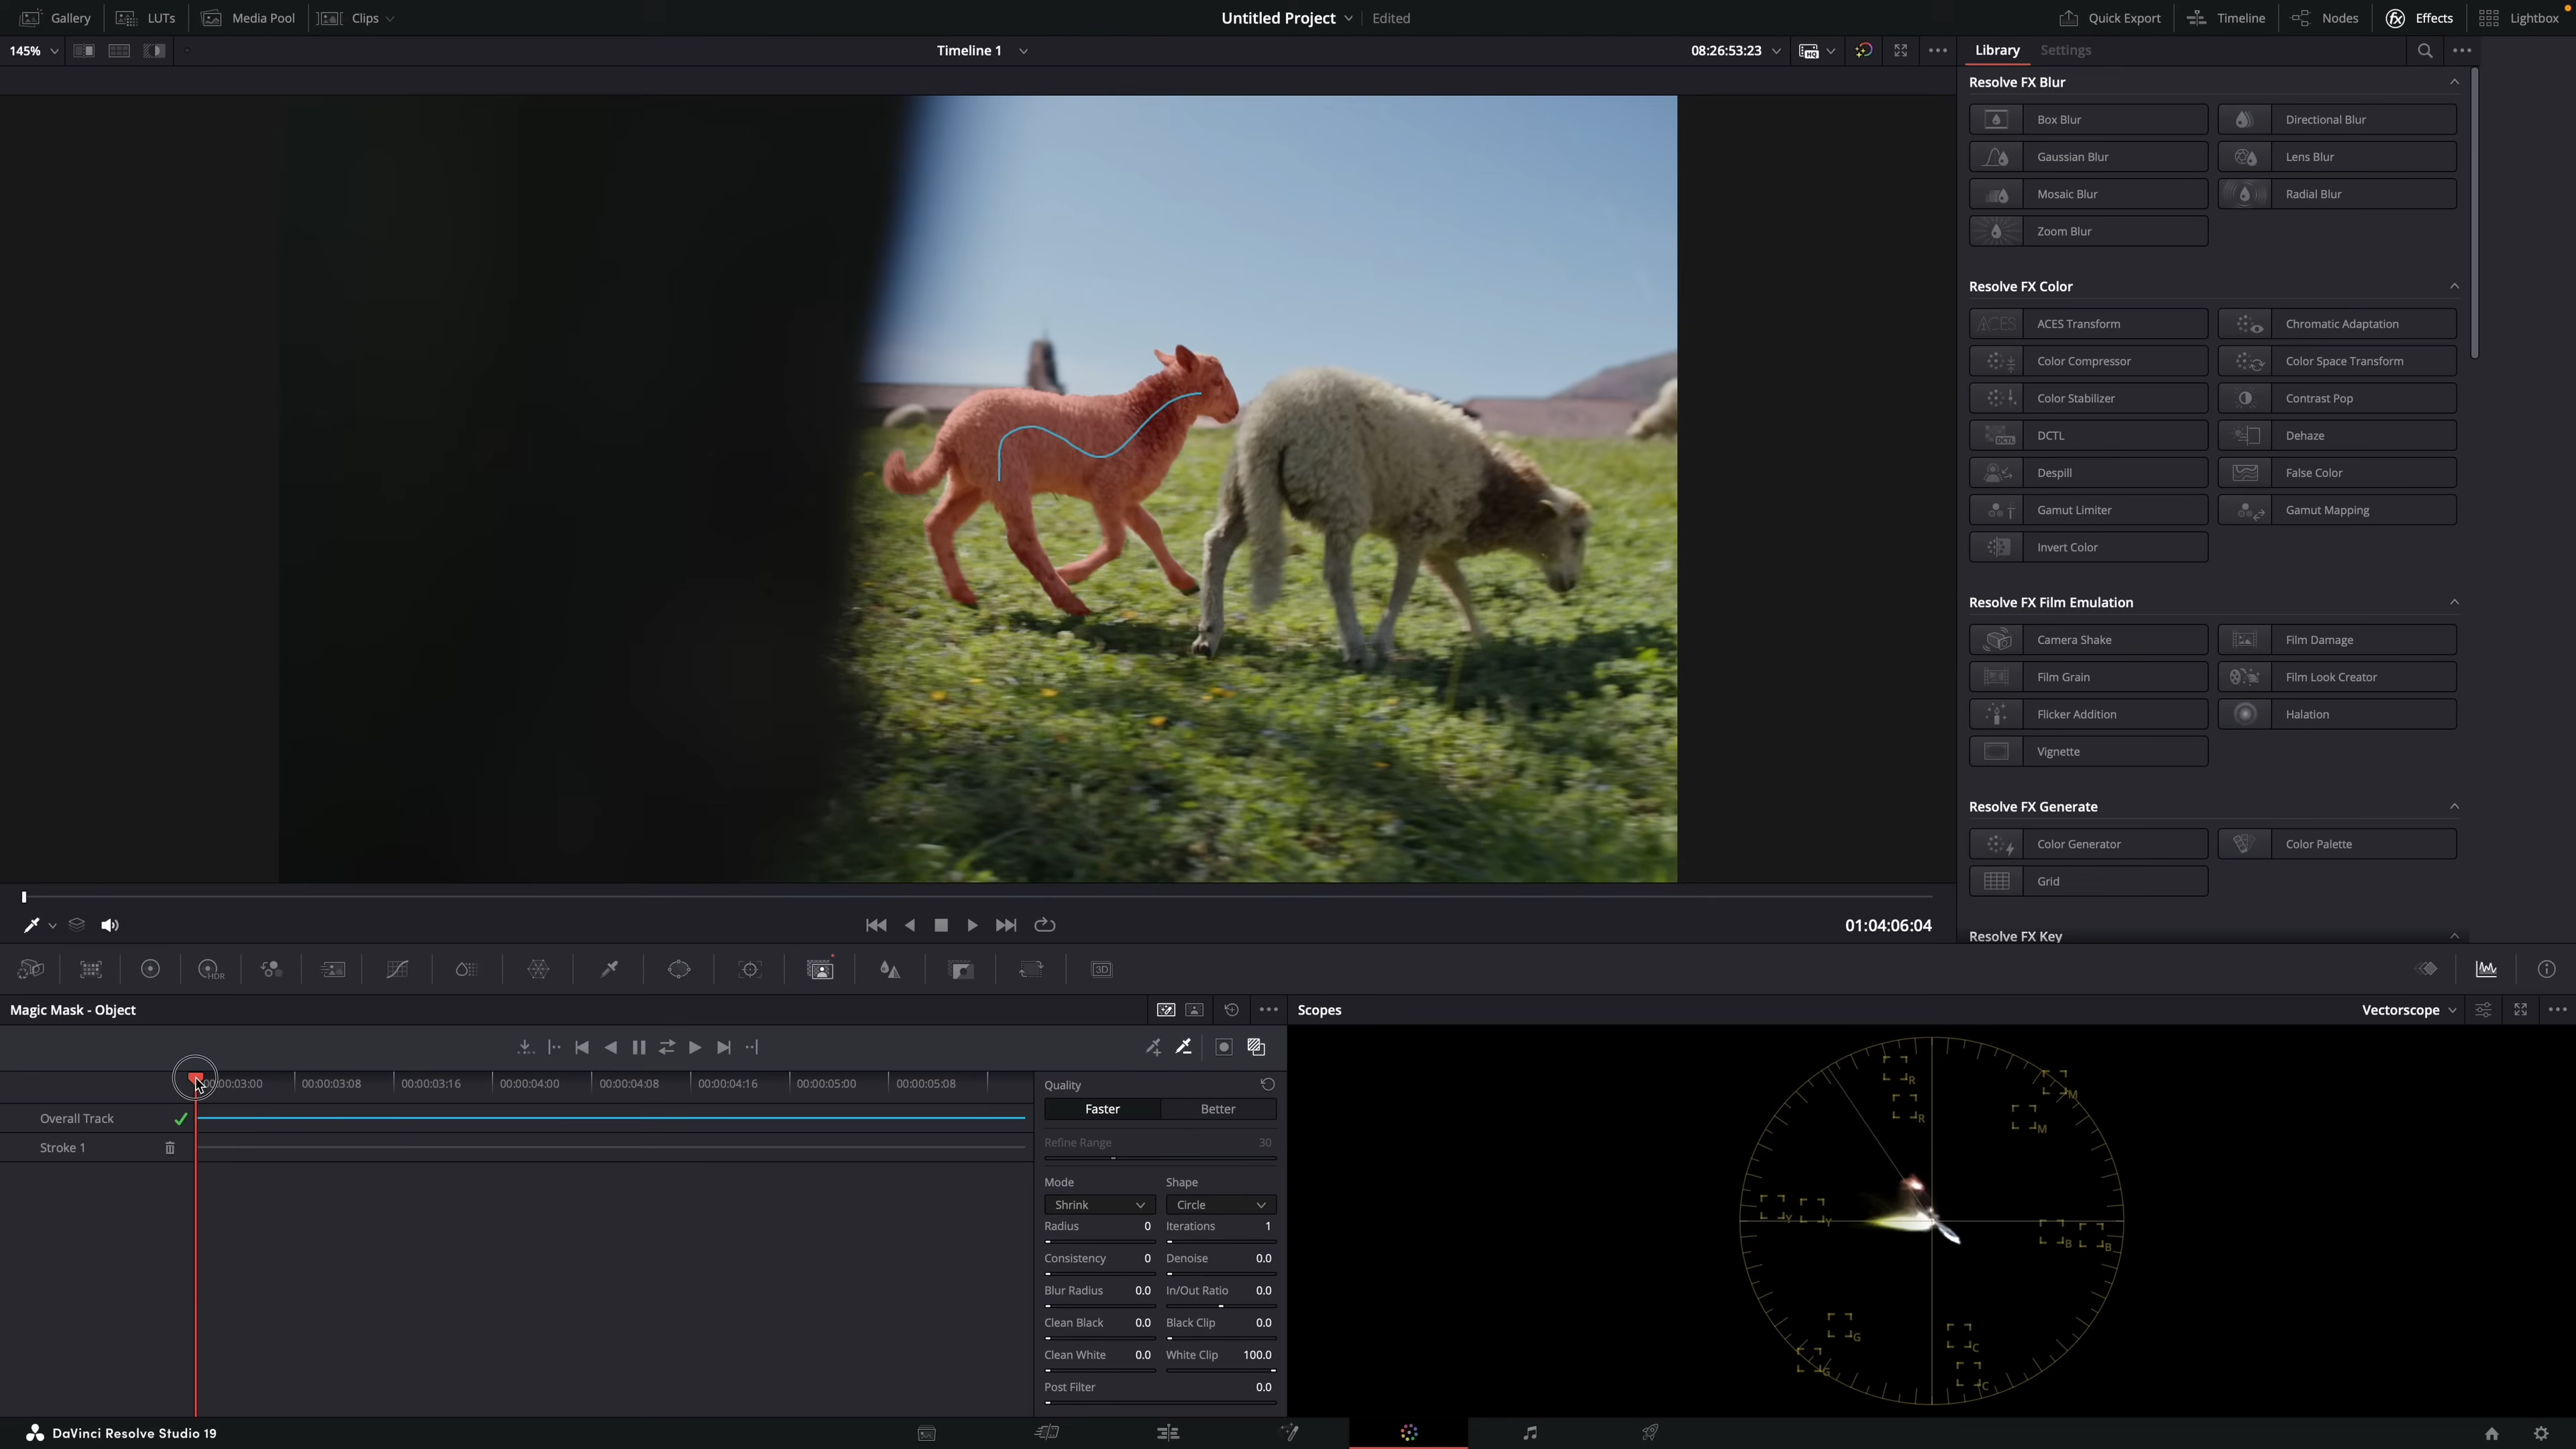 Gallery LUTs Media Pool Clips Untitled Project Edited Quick Export Timeline Nodes Effects Lightbox
145% Timeline 1 08:26:53:23 Library Settings
Resolve FX Blur
Box Blur Directional Blur
Gaussian Blur Lens Blur
Mosaic Blur Radial Blur
Zoom Blur
Resolve FX Color
ACES ACES Transform Chromatic Adaptation
Color Compressor Color Space Transform
Color Stabilizer Contrast Pop
DCTL DCTL Dehaze
Despill False Color
Gamut Limiter Gamut Mapping
Invert Color
Resolve FX Film Emulation
Camera Shake Film Damage
Film Grain Film Look Creator
Flicker Addition Halation
Vignette
Resolve FX Generate
Color Generator Color Palette
Grid
Resolve FX Key
01:04:06:04
HDR 3D
Magic Mask - Object Scopes Vectorscope
00:00:03:00 00:00:03:08 00:00:03:16 00:00:04:00 00:00:04:08 00:00:04:16 00:00:05:00 00:00:05:08
Overall Track
Stroke 1
Quality
Faster Better
Refine Range 30
Mode Shape
Shrink Circle
Radius 0 Iterations 1
Consistency 0 Denoise 0.0
Blur Radius 0.0 In/Out Ratio 0.0
Clean Black 0.0 Black Clip 0.0
Clean White 0.0 White Clip 100.0
Post Filter 0.0
R M
R M
Y Y B B
G C
G C
DaVinci Resolve Studio 19